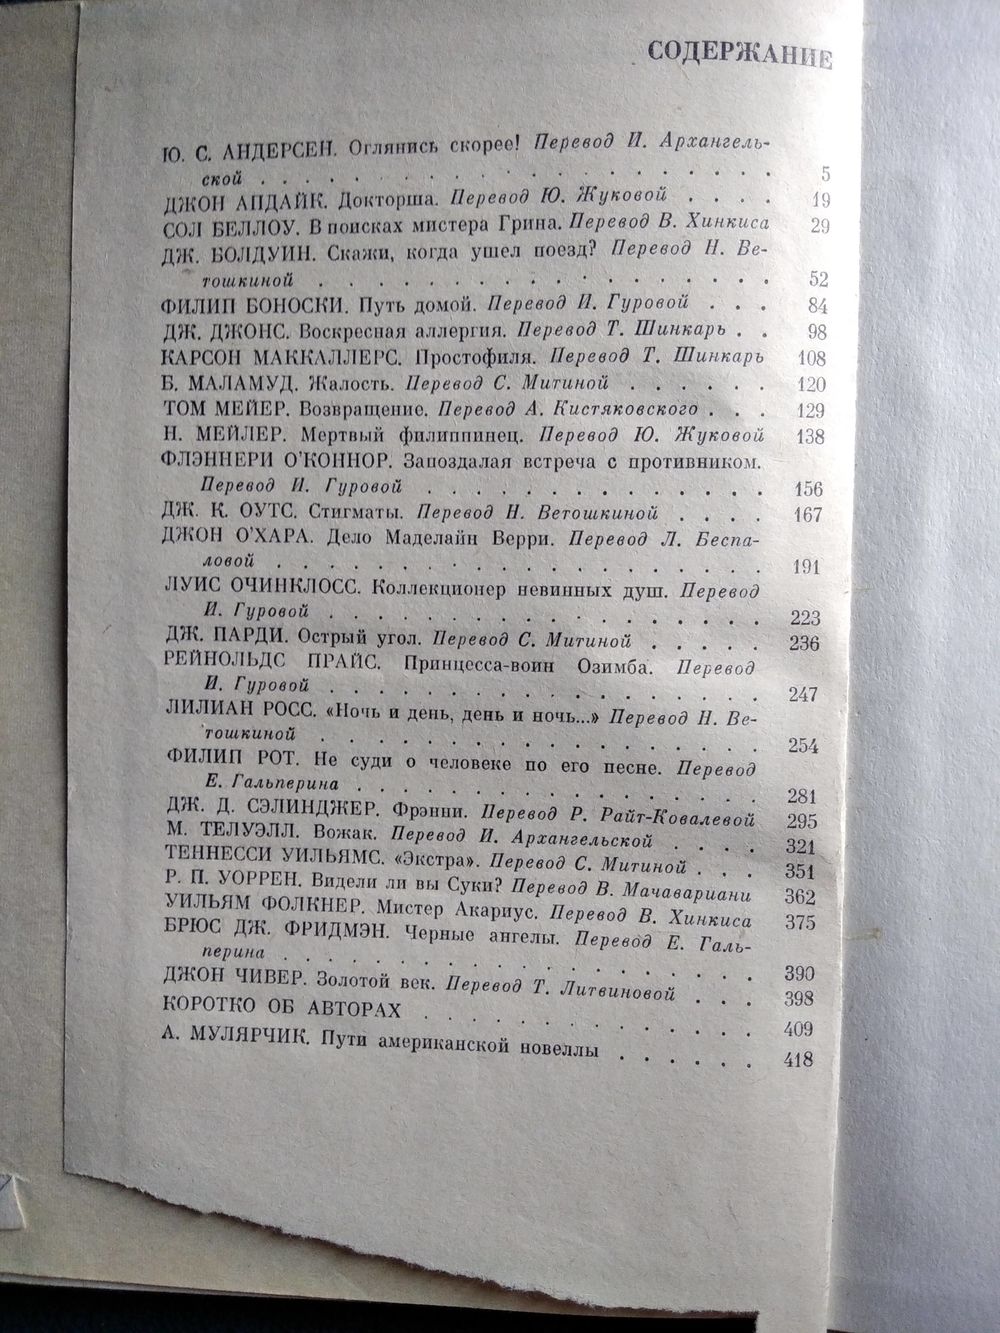 СОДЕРЖАНИЕ
Ю. С. АНДЕРСЕН. Оглянись скорее! Перевод И. Архангель-
ской . . . . . . . . . . . . . . . . . . . . 5
ДЖОН АПДАЙК. Докторша. Перевод Ю. Жуковой . . . . 19
СОЛ БЕЛЛОУ. В поисках мистера Грина. Перевод В. Хинкиса 29
ДЖ. БОЛДУИН. Скажи, когда ушел поезд? Перевод Н. Ве-
тошкиной . . . . . . . . . . . . . . . . . . 52
ФИЛИП БОНОСКИ. Путь домой. Перевод И. Гуровой . . . 84
ДЖ. ДЖОНС. Воскресная аллергия. Перевод Т. Шинкарь . . 98
КАРСОН МАККАЛЛЕРС. Простофиля. Перевод Т. Шинкарь 108
Б. МАЛАМУД. Жалость. Перевод С. Митиной . . . . . . 120
ТОМ МЕЙЕР. Возвращение. Перевод А. Кистяковского . . . 129
Н. МЕЙЛЕР. Мертвый филиппинец. Перевод Ю. Жуковой 138
ФЛЭННЕРИ О'КОННОР. Запоздалая встреча с противником.
Перевод И. Гуровой . . . . . . . . . . . . . 156
ДЖ. К. ОУТС. Стигматы. Перевод Н. Ветошкиной . . . . 167
ДЖОН О'ХАРА. Дело Маделайн Верри. Перевод Л. Беспа-
ловой . . . . . . . . . . . . . . . . . . . 191
ЛУИС ОЧИНКЛОСС. Коллекционер невинных душ. Перевод
И. Гуровой . . . . . . . . . . . . . . . . . 223
ДЖ. ПАРДИ. Острый угол. Перевод С. Митиной . . . . . 236
РЕЙНОЛЬДС ПРАЙС. Принцесса-воин Озимба. Перевод
И. Гуровой . . . . . . . . . . . . . . . . . 247
ЛИЛИАН РОСС. «Ночь и день, день и ночь...» Перевод Н. Ве-
тошкиной . . . . . . . . . . . . . . . . . 254
ФИЛИП РОТ. Не суди о человеке по его песне. Перевод
Е. Гальперина . . . . . . . . . . . . . . . 281
ДЖ. Д. СЭЛИНДЖЕР. Фрэнни. Перевод Р. Райт-Ковалевой 295
М. ТЕЛУЭЛЛ. Вожак. Перевод И. Архангельской . . . . 321
ТЕННЕССИ УИЛЬЯМС. «Экстра». Перевод С. Митиной . . . 351
Р. П. УОРРЕН. Видели ли вы Суки? Перевод В. Мачавариани 362
УИЛЬЯМ ФОЛКНЕР. Мистер Акариус. Перевод В. Хинкиса 375
БРЮС ДЖ. ФРИДМЭН. Черные ангелы. Перевод Е. Галь-
перина . . . . . . . . . . . . . . . . . . . 390
ДЖОН ЧИВЕР. Золотой век. Перевод Т. Литвиновой . . . 398
КОРОТКО ОБ АВТОРАХ . . . . . . . . . . . . . 409
А. МУЛЯРЧИК. Пути американской новеллы . . . . . . 418